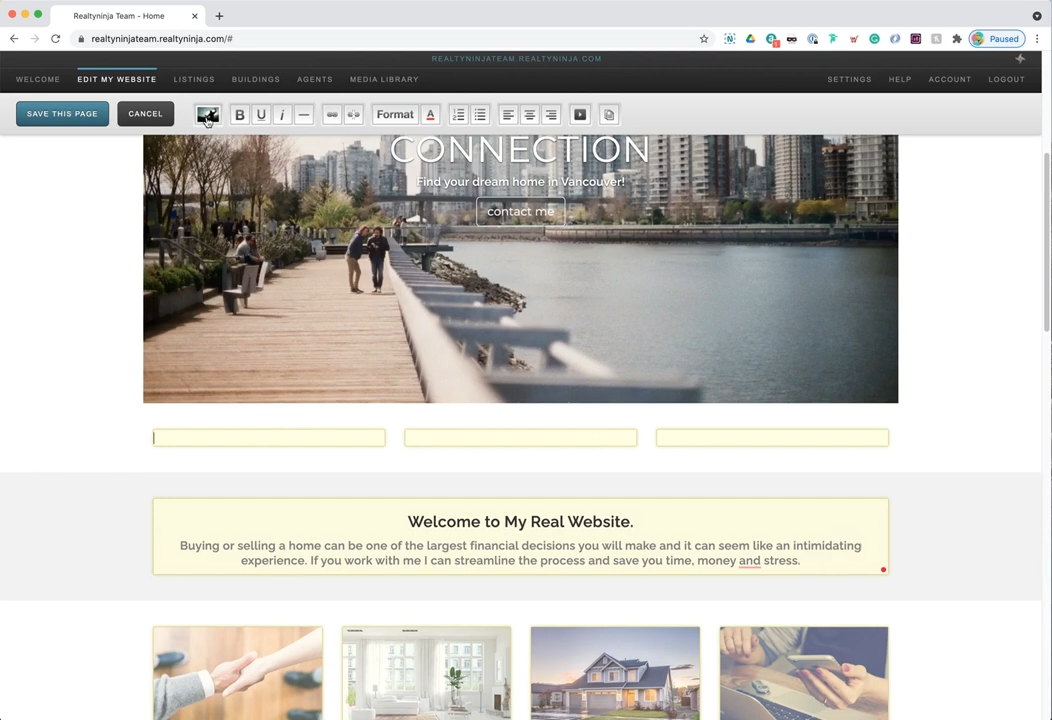 Realtyninja Team - Home
realtyninjateam.realtyninja.com/#
Paused
REALTYNINJATEAM.REALTYNINJA.COM
WELCOME EDIT MY WEBSITE LISTINGS BUILDINGS AGENTS MEDIA LIBRARY SETTINGS HELP ACCOUNT LOGOUT
SAVE THIS PAGE CANCEL B U i Format A
CONNECTION
Find your dream home in Vancouver!
contact me
Welcome to My Real Website.
Buying or selling a home can be one of the largest financial decisions you will make and it can seem like an intimidating
experience. If you work with me I can streamline the process and save you time, money and stress.